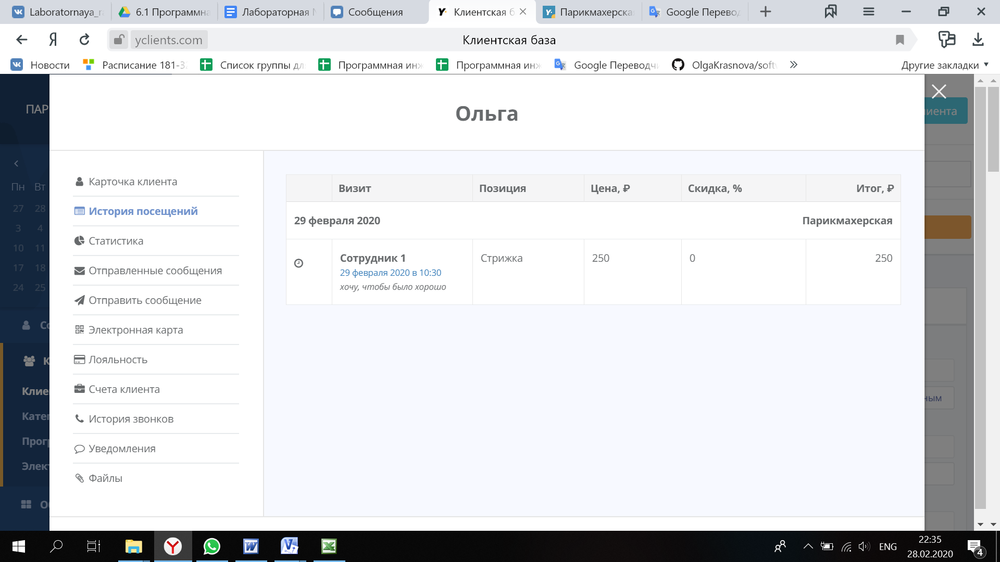 Laboratornaya_r
6.1 Программна
Лабораторная
Сообщения
Клиентская б
Парикмахерска
Google Перевод
yclients.com
Клиентская база
Новости
Расписание 181-32
Список группы дл
Программная инж
Программная инж
Google Переводчи
OlgaKrasnova/soft
Другие закладки
ПАР
Ольга
иента
Пн Вт
27 28
3 4
10 11
17 18
24 25
Со
К
Клие
Катег
Прогр
Элект
Об
ным
Карточка клиента
История посещений
Статистика
Отправленные сообщения
Отправить сообщение
Электронная карта
Лояльность
Счета клиента
История звонков
Уведомления
Файлы
Визит Позиция Цена, ₽ Скидка, % Итог, ₽
29 февраля 2020 Парикмахерская
Сотрудник 1 Стрижка 250 0 250
29 февраля 2020 в 10:30
хочу, чтобы было хорошо
ENG
22:35
28.02.2020
4